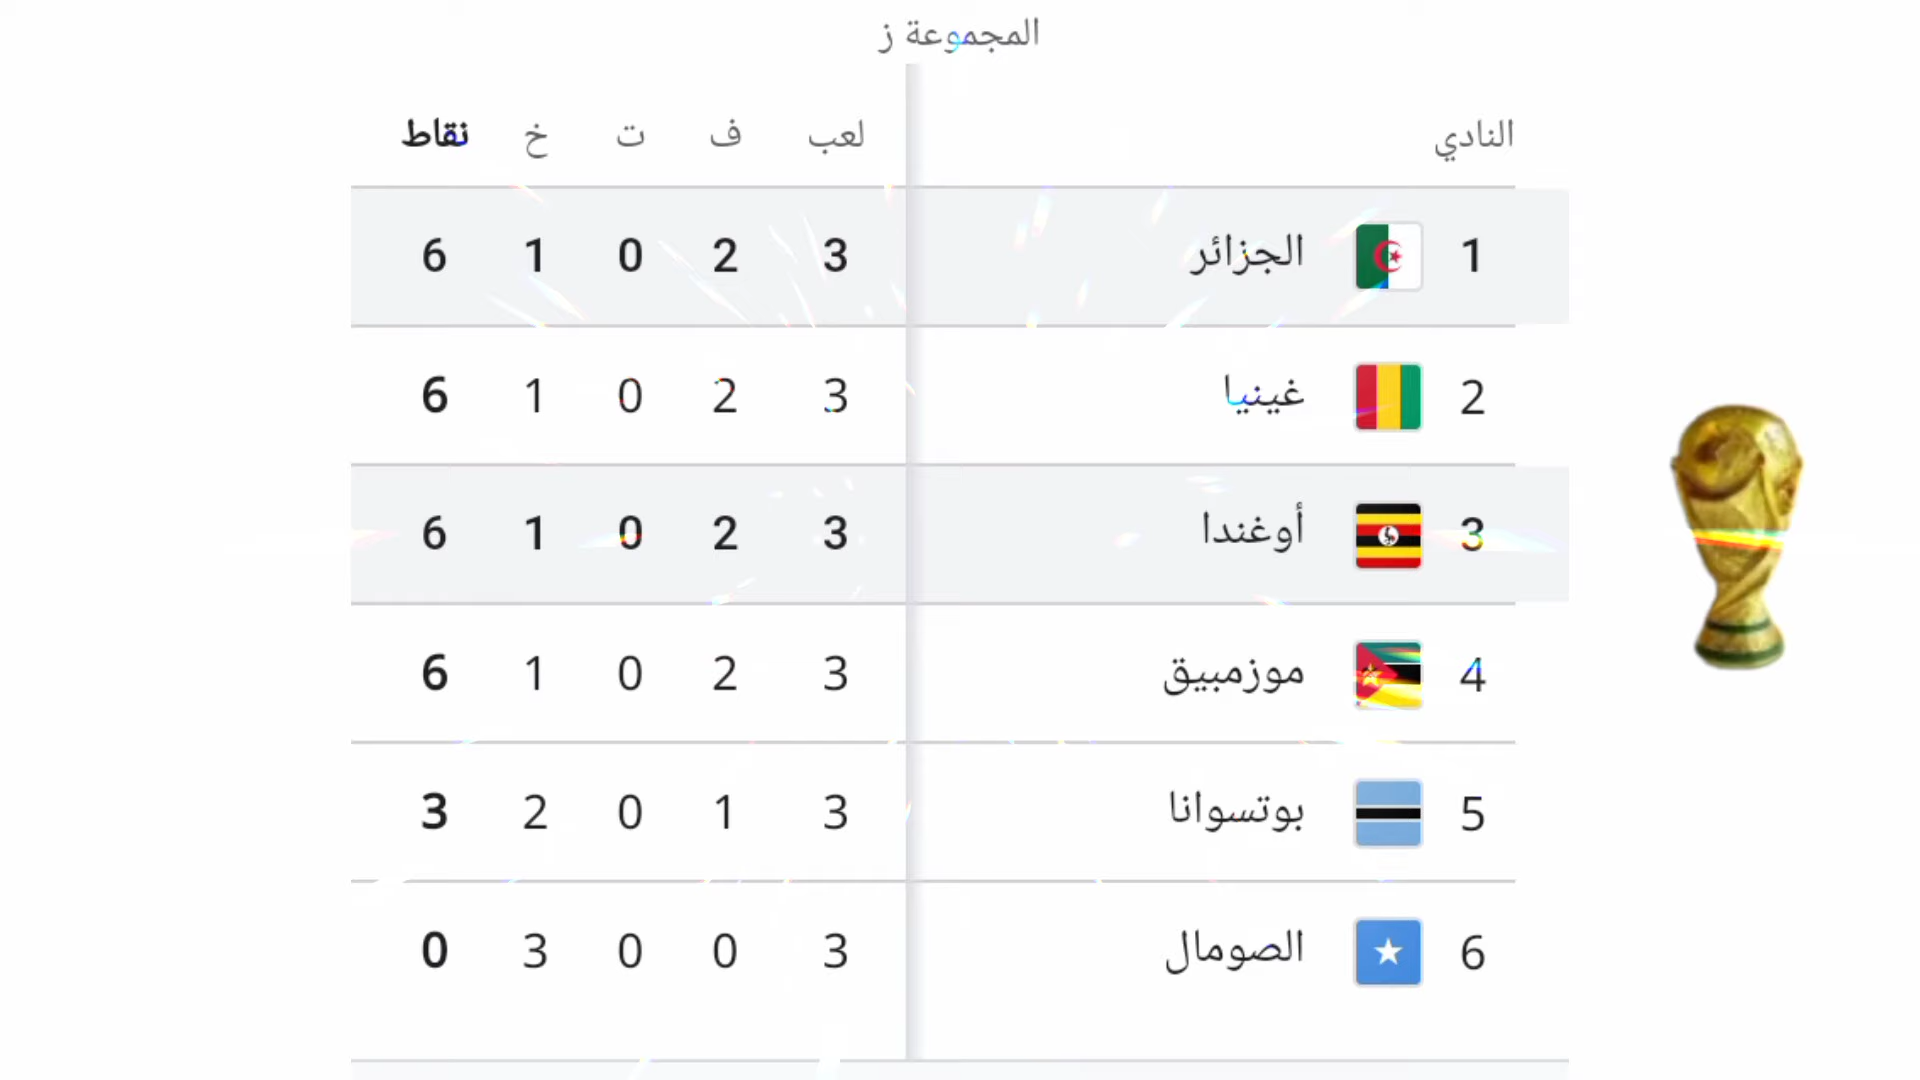 المجموعة ز
النادي لعب ف ت خ نقاط
1 الجزائر 3 2 0 1 6
2 غينيا 3 2 0 1 6
3 أوغندا 3 2 0 1 6
4 موزمبيق 3 2 0 1 6
5 بوتسوانا 3 1 0 2 3
6 الصومال 3 0 0 3 0